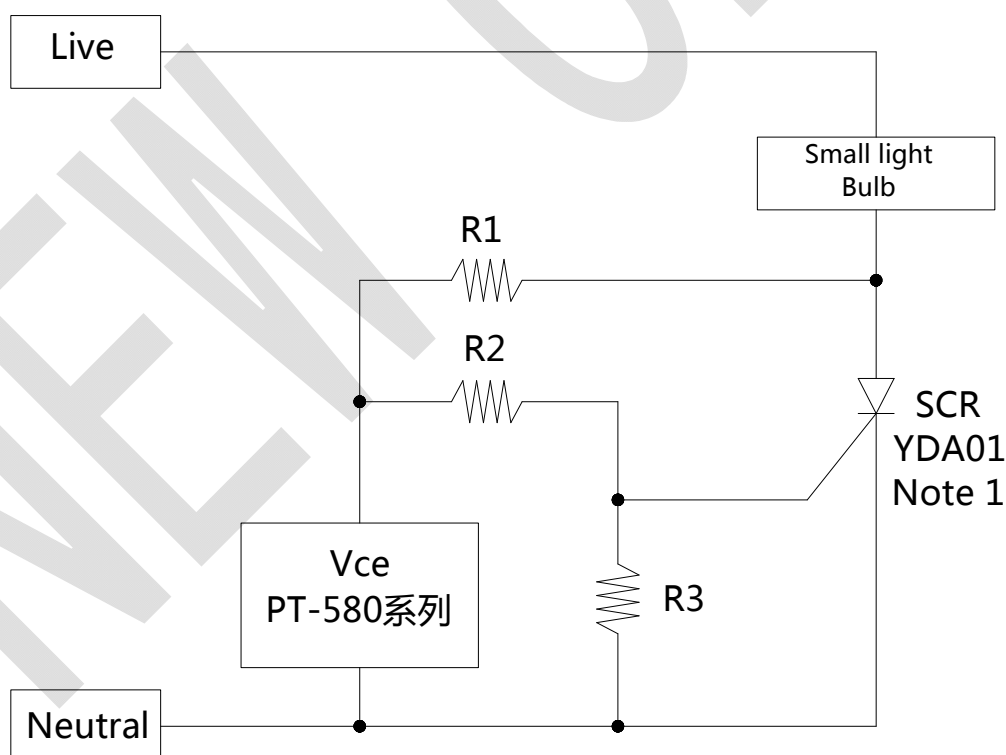 Live
Small light
Bulb
R1
R2
SCR
YDA01
Note 1
Vce
PT-580系列
R3
Neutral
NEW